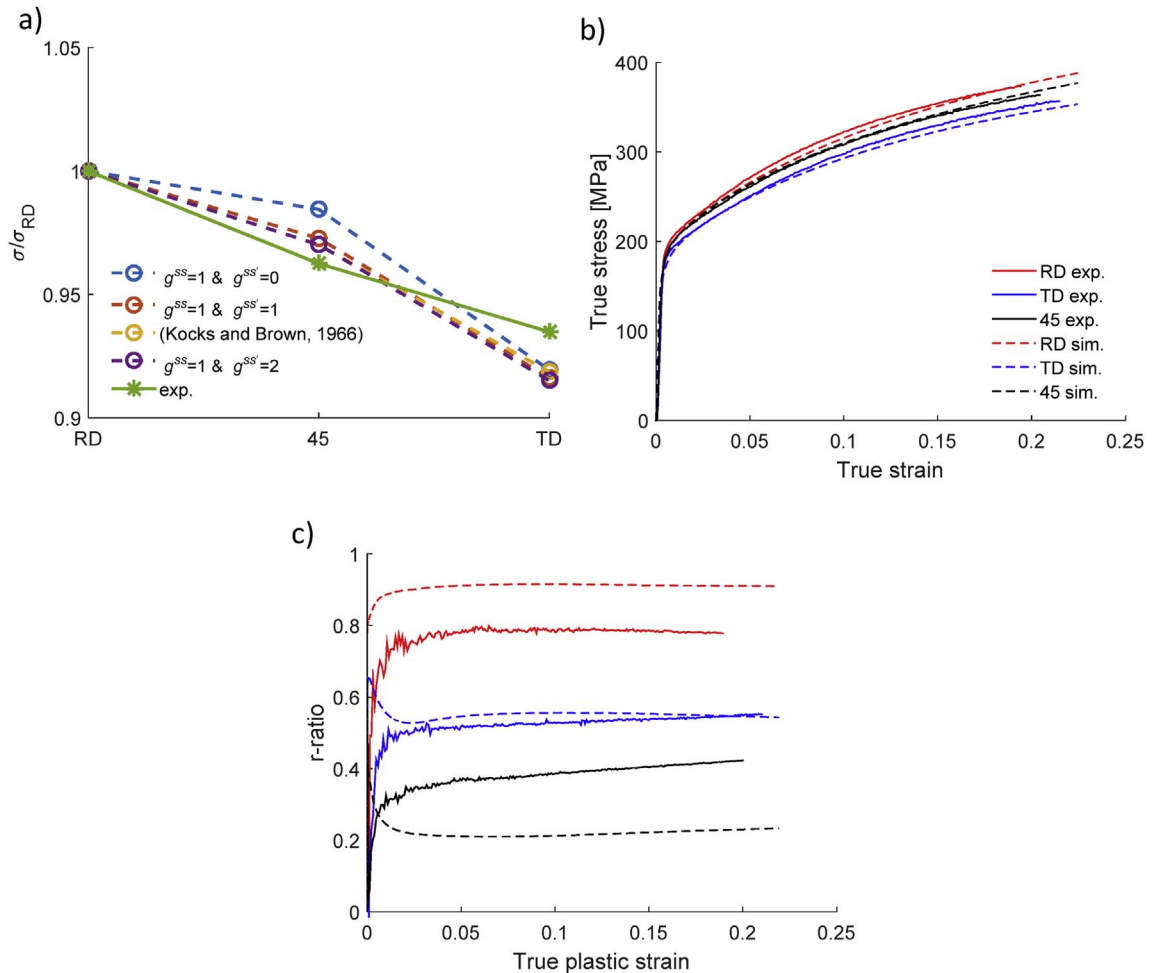 a)
1.05
1
0.95
0.9
σ/σRD
RD
45
TD
gss=1 & gss'=0
gss=1 & gss'=1
(Kocks and Brown, 1966)
gss=1 & gss'=2
exp.
b)
400
300
200
100
0
True stress [MPa]
0
0.05
0.1
0.15
0.2
0.25
True strain
RD exp.
TD exp.
45 exp.
RD sim.
TD sim.
45 sim.
c)
1
0.8
0.6
0.4
0.2
0
r-ratio
0
0.05
0.1
0.15
0.2
0.25
True plastic strain